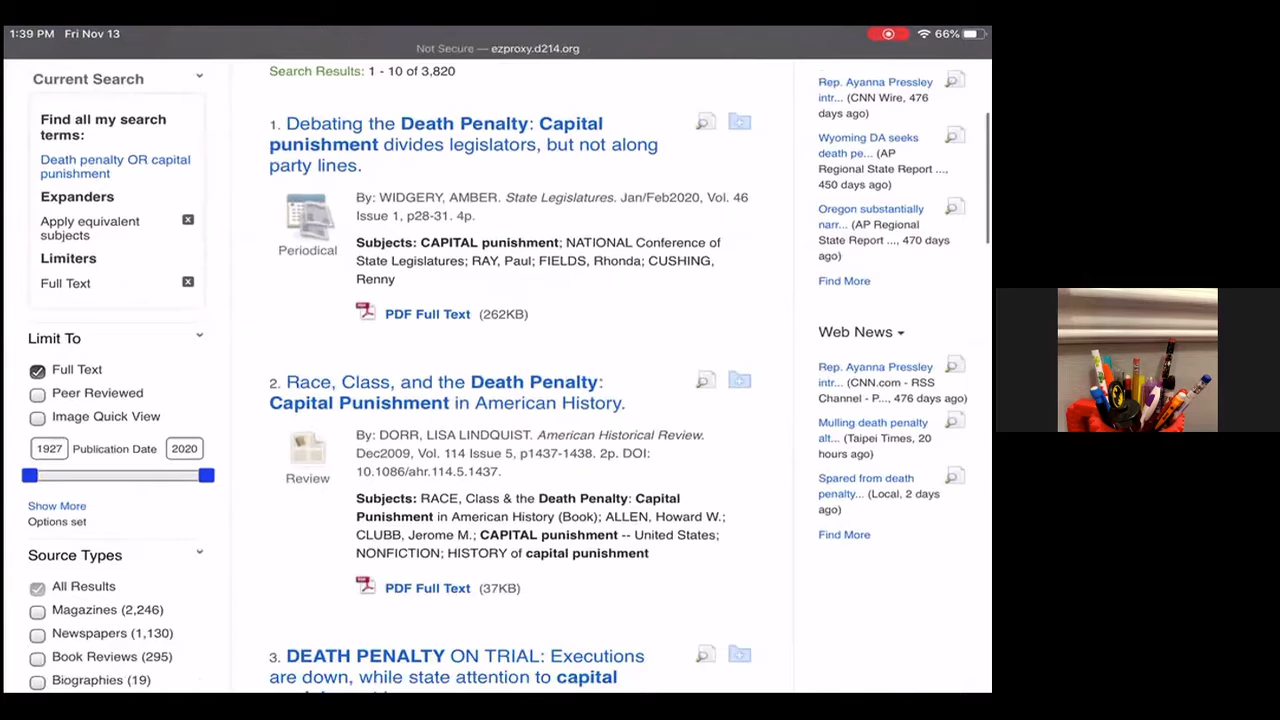 1:39 PM Fri Nov 13
66%
Not Secure — ezproxy.d214.org
Current Search
Find all my search
terms:
Death penalty OR capital
punishment
Expanders
Apply equivalent
subjects
Limiters
Full Text
Limit To
Full Text
Peer Reviewed
Image Quick View
1927 Publication Date 2020
Show More
Options set
Source Types
All Results
Magazines (2,246)
Newspapers (1,130)
Book Reviews (295)
Biographies (19)
Search Results: 1 - 10 of 3,820
1. Debating the Death Penalty: Capital
punishment divides legislators, but not along
party lines.
Periodical
By: WIDGERY, AMBER. State Legislatures. Jan/Feb2020, Vol. 46
Issue 1, p28-31. 4p.
Subjects: CAPITAL punishment; NATIONAL Conference of
State Legislatures; RAY, Paul; FIELDS, Rhonda; CUSHING,
Renny
PDF Full Text (262KB)
2. Race, Class, and the Death Penalty:
Capital Punishment in American History.
Review
By: DORR, LISA LINDQUIST. American Historical Review.
Dec2009, Vol. 114 Issue 5, p1437-1438. 2p. DOI:
10.1086/ahr.114.5.1437.
Subjects: RACE, Class & the Death Penalty: Capital
Punishment in American History (Book); ALLEN, Howard W.;
CLUBB, Jerome M.; CAPITAL punishment -- United States;
NONFICTION; HISTORY of capital punishment
PDF Full Text (37KB)
3. DEATH PENALTY ON TRIAL: Executions
are down, while state attention to capital
Rep. Ayanna Pressley
intr... (CNN Wire, 476
days ago)
Wyoming DA seeks
death pe... (AP
Regional State Report ...,
450 days ago)
Oregon substantially
narr... (AP Regional
State Report ..., 470 days
ago)
Find More
Web News
Rep. Ayanna Pressley
intr... (CNN.com - RSS
Channel - P..., 476 days ago)
Mulling death penalty
alt... (Taipei Times, 20
hours ago)
Spared from death
penalty... (Local, 2 days
ago)
Find More